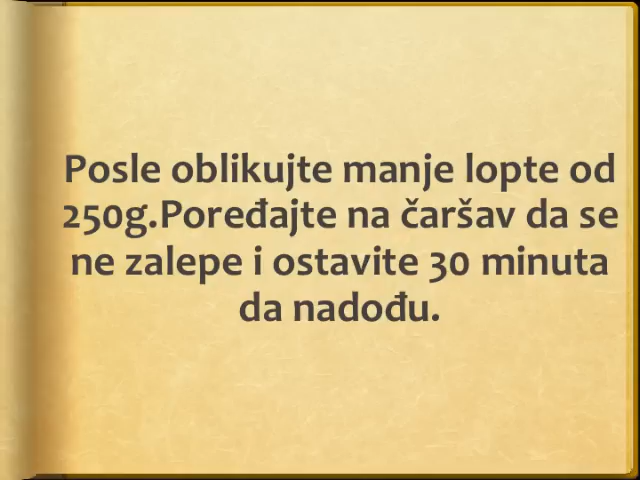 Posle oblikujte manje lopte od
250g.Poređajte na čaršav da se
ne zalepe i ostavite 30 minuta
da nadođu.